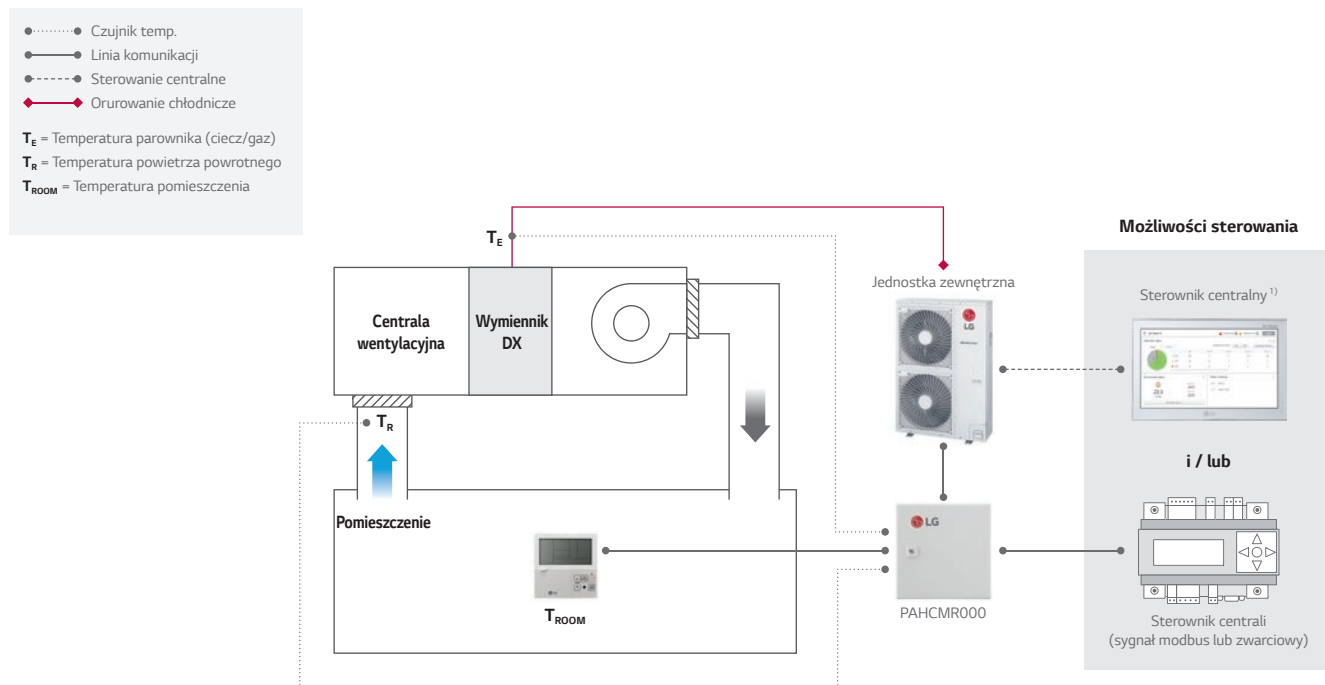 Czujnik temp.
Linia komunikacji
Sterowanie centralne
Orurowanie chłodnicze
TE = Temperatura parownika (ciecz/gaz)
TR = Temperatura powietrza powrotnego
TROOM = Temperatura pomieszczenia
Możliwości sterowania
TE
Jednostka zewnętrzna
Sterownik centralny 1)
LG
Centrala
wentylacyjna
Wymiennik
DX
TR
i / lub
Pomieszczenie
LG
TROOM
PAHCMR000
Sterownik centrali
(sygnał modbus lub zwarciowy)